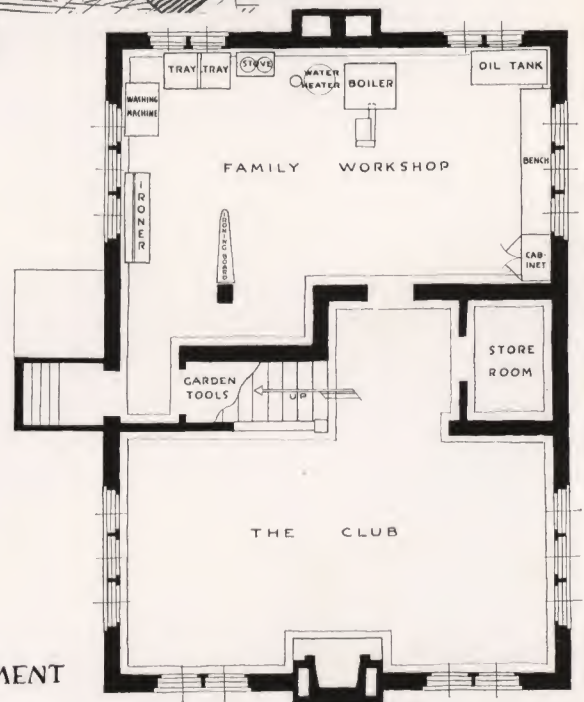 TRAY TRAY
STOVE
WATER
HEATER
BOILER
OIL TANK
WASHING
MACHINE
FAMILY WORKSHOP
BENCH
IRONER
IRONING BOARD
CAB-
INET
STORE
ROOM
GARDEN
TOOLS
UP
THE CLUB
MENT